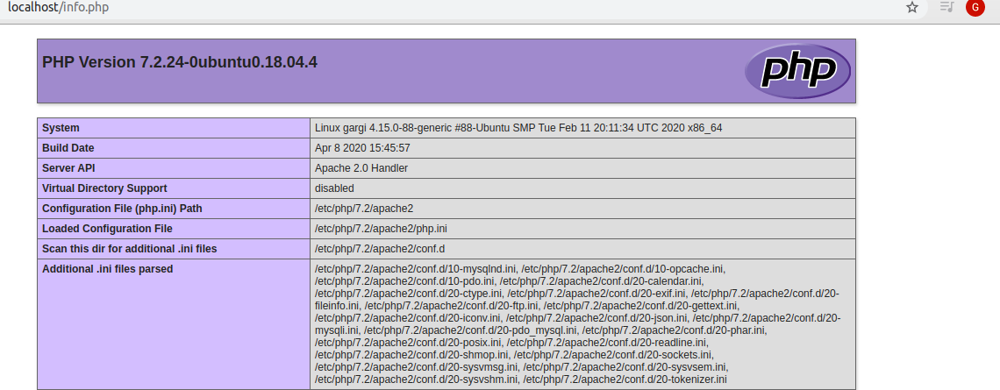 localhost/info.php
G
PHP Version 7.2.24-0ubuntu0.18.04.4
php
System Linux gargi 4.15.0-88-generic #88-Ubuntu SMP Tue Feb 11 20:11:34 UTC 2020 x86_64
Build Date Apr 8 2020 15:45:57
Server API Apache 2.0 Handler
Virtual Directory Support disabled
Configuration File (php.ini) Path /etc/php/7.2/apache2
Loaded Configuration File /etc/php/7.2/apache2/php.ini
Scan this dir for additional .ini files /etc/php/7.2/apache2/conf.d
Additional .ini files parsed /etc/php/7.2/apache2/conf.d/10-mysqlnd.ini, /etc/php/7.2/apache2/conf.d/10-opcache.ini,
/etc/php/7.2/apache2/conf.d/10-pdo.ini, /etc/php/7.2/apache2/conf.d/20-calendar.ini,
/etc/php/7.2/apache2/conf.d/20-ctype.ini, /etc/php/7.2/apache2/conf.d/20-exif.ini, /etc/php/7.2/apache2/conf.d/20-
fileinfo.ini, /etc/php/7.2/apache2/conf.d/20-ftp.ini, /etc/php/7.2/apache2/conf.d/20-gettext.ini,
/etc/php/7.2/apache2/conf.d/20-iconv.ini, /etc/php/7.2/apache2/conf.d/20-json.ini, /etc/php/7.2/apache2/conf.d/20-
mysqli.ini, /etc/php/7.2/apache2/conf.d/20-pdo_mysql.ini, /etc/php/7.2/apache2/conf.d/20-phar.ini,
/etc/php/7.2/apache2/conf.d/20-posix.ini, /etc/php/7.2/apache2/conf.d/20-readline.ini,
/etc/php/7.2/apache2/conf.d/20-shmop.ini, /etc/php/7.2/apache2/conf.d/20-sockets.ini,
/etc/php/7.2/apache2/conf.d/20-sysvmsg.ini, /etc/php/7.2/apache2/conf.d/20-sysvsem.ini,
/etc/php/7.2/apache2/conf.d/20-sysvshm.ini, /etc/php/7.2/apache2/conf.d/20-tokenizer.ini